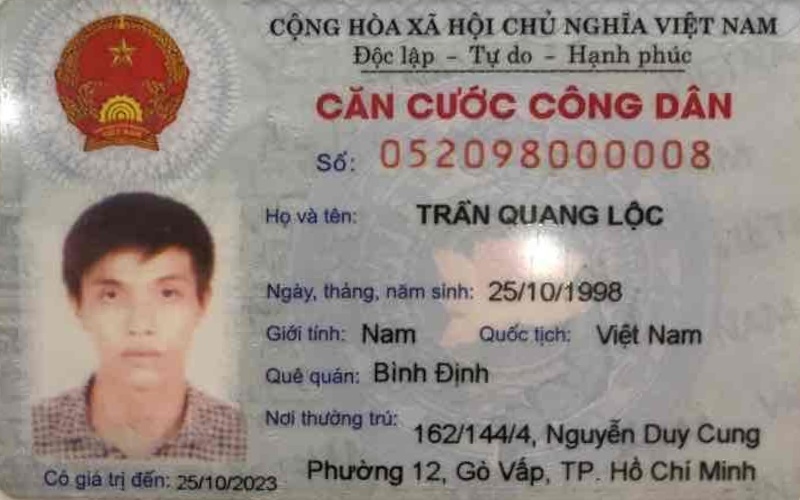 CỘNG HÒA XÃ HỘI CHỦ NGHĨA VIỆT NAM
Độc lập - Tự do - Hạnh phúc
CĂN CƯỚC CÔNG DÂN
Số: 052098000008
Họ và tên: TRẦN QUANG LỘC
Ngày, tháng, năm sinh: 25/10/1998
Giới tính: Nam Quốc tịch: Việt Nam
Quê quán: Bình Định
Nơi thường trú: 162/144/4, Nguyễn Duy Cung
Phường 12, Gò Vấp, TP. Hồ Chí Minh
Có giá trị đến: 25/10/2023
VIỆT NAM